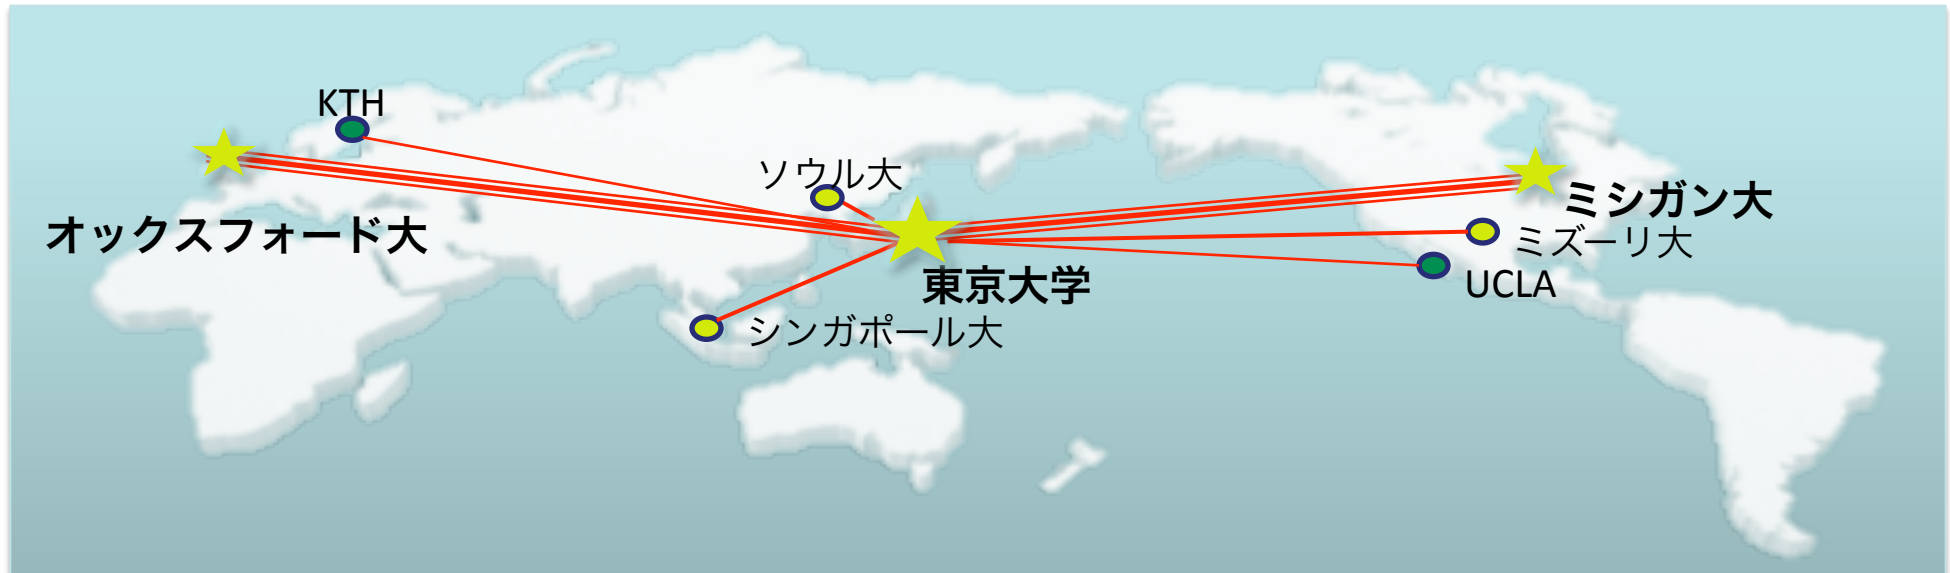 KTH
ソウル大
ミシガン大
オックスフォード大
ミズーリ大
東京大学
UCLA
シンガポール大